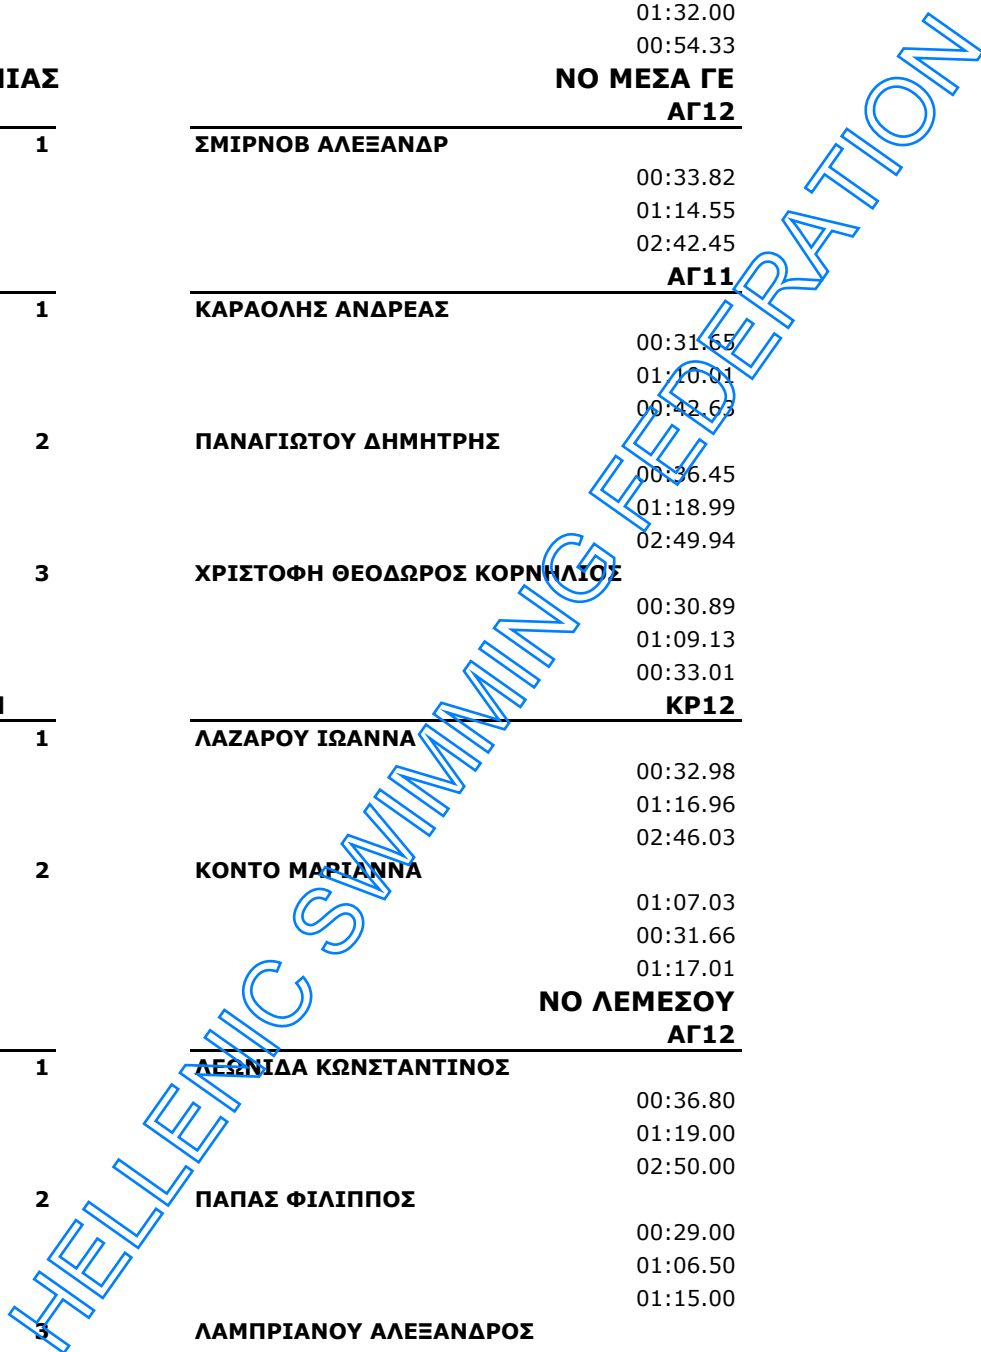 01:32.00
00:54.33
ΙΑΣ ΝΟ ΜΕΣΑ ΓΕ
ΑΓ12
1 ΣΜΙΡΝΟΒ ΑΛΕΞΑΝΔΡ
00:33.82
01:14.55
02:42.45
ΑΓ11
1 ΚΑΡΑΟΛΗΣ ΑΝΔΡΕΑΣ
00:31.65
01:10.01
00:42.63
2 ΠΑΝΑΓΙΩΤΟΥ ΔΗΜΗΤΡΗΣ
00:36.45
01:18.99
02:49.94
3 ΧΡΙΣΤΟΦΗ ΘΕΟΔΩΡΟΣ ΚΟΡΝΗΛΙΟΣ
00:30.89
01:09.13
00:33.01
ΚΡ12
1 ΛΑΖΑΡΟΥ ΙΩΑΝΝΑ
00:32.98
01:16.96
02:46.03
2 ΚΟΝΤΟ ΜΑΡΙΑΝΝΑ
01:07.03
00:31.66
01:17.01
ΝΟ ΛΕΜΕΣΟΥ
ΑΓ12
1 ΛΕΩΝΙΔΑ ΚΩΝΣΤΑΝΤΙΝΟΣ
00:36.80
01:19.00
02:50.00
2 ΠΑΠΑΣ ΦΙΛΙΠΠΟΣ
00:29.00
01:06.50
01:15.00
3 ΛΑΜΠΡΙΑΝΟΥ ΑΛΕΞΑΝΔΡΟΣ
HELLENIC SWIMMING FEDERATION